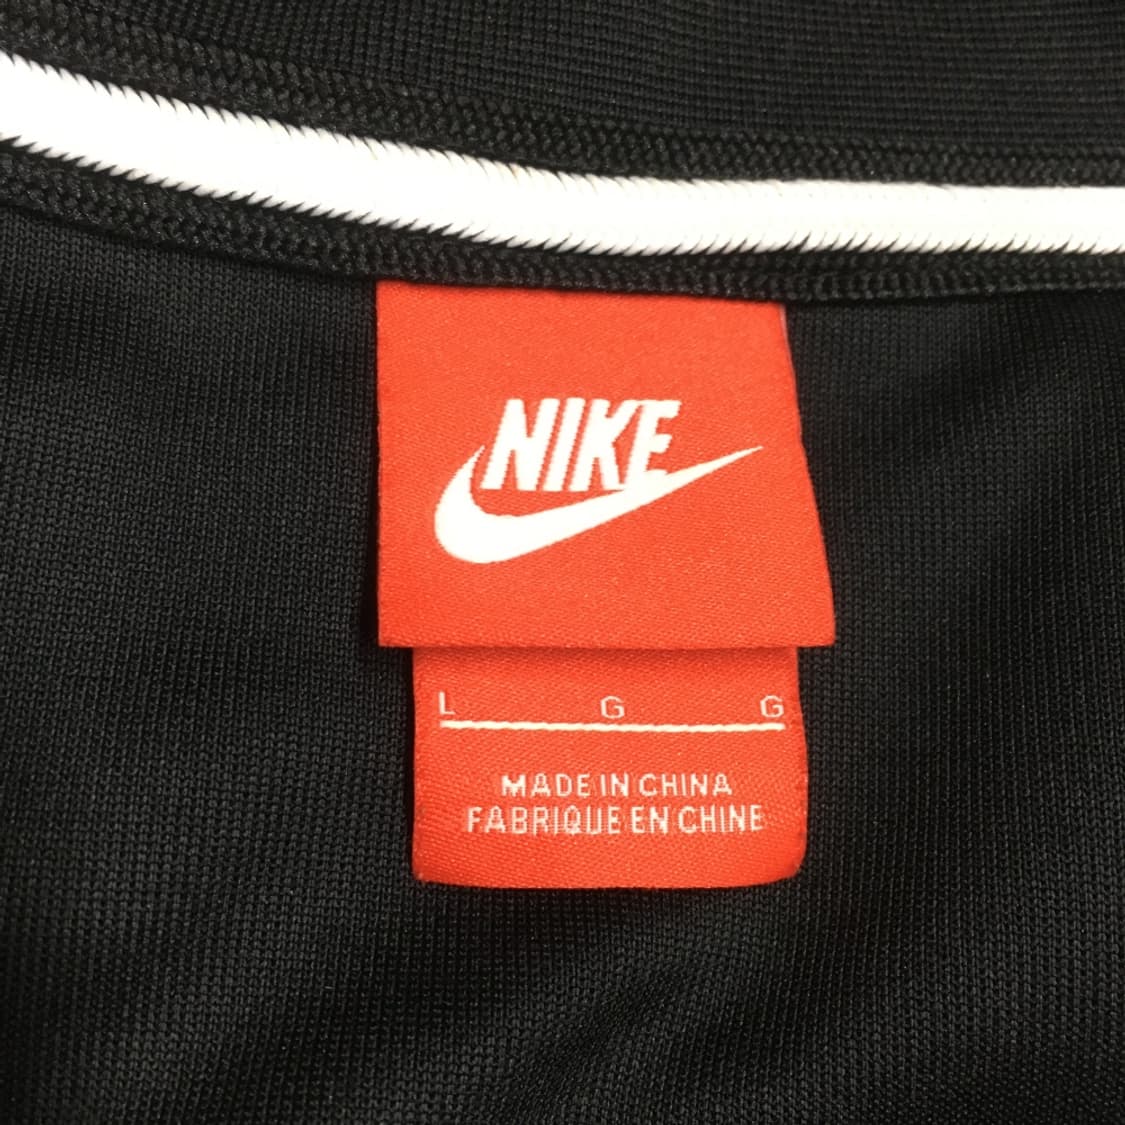 NIKE
L G G
MADE IN CHINA
FABRIQUE EN CHINE